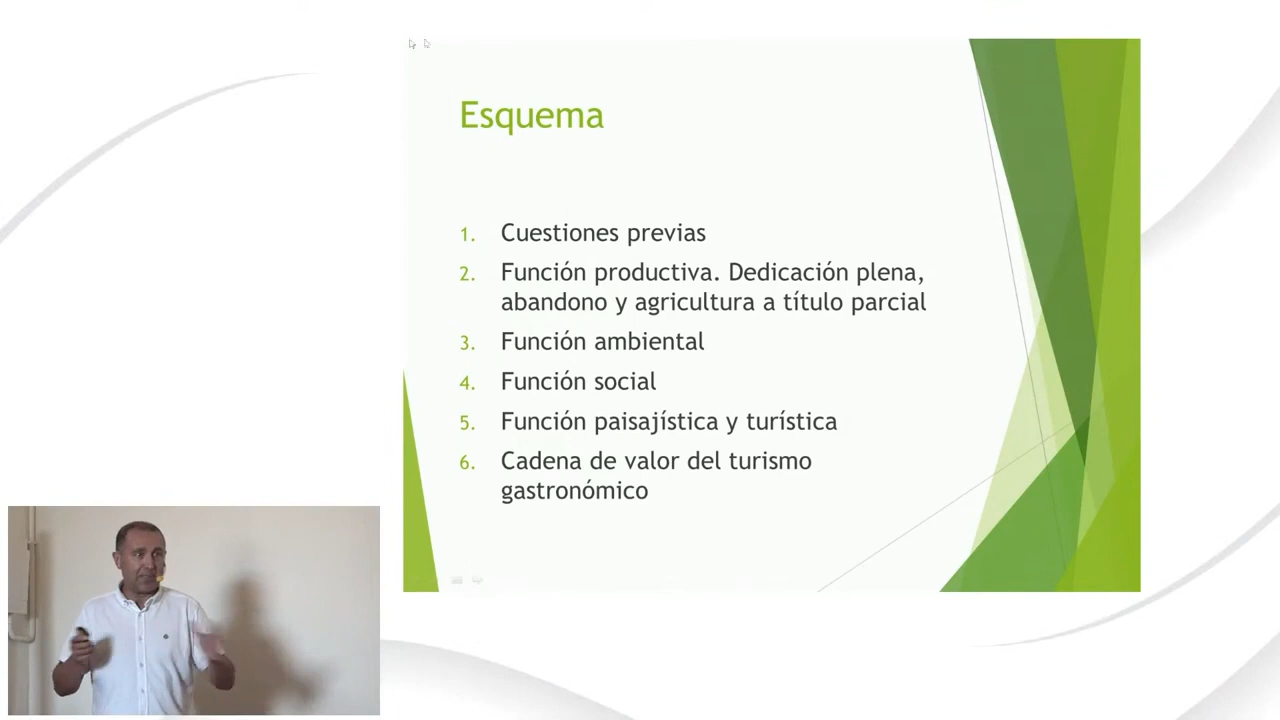 Esquema
1. Cuestiones previas
2. Función productiva. Dedicación plena,
abandono y agricultura a título parcial
3. Función ambiental
4. Función social
5. Función paisajística y turística
6. Cadena de valor del turismo
gastronómico